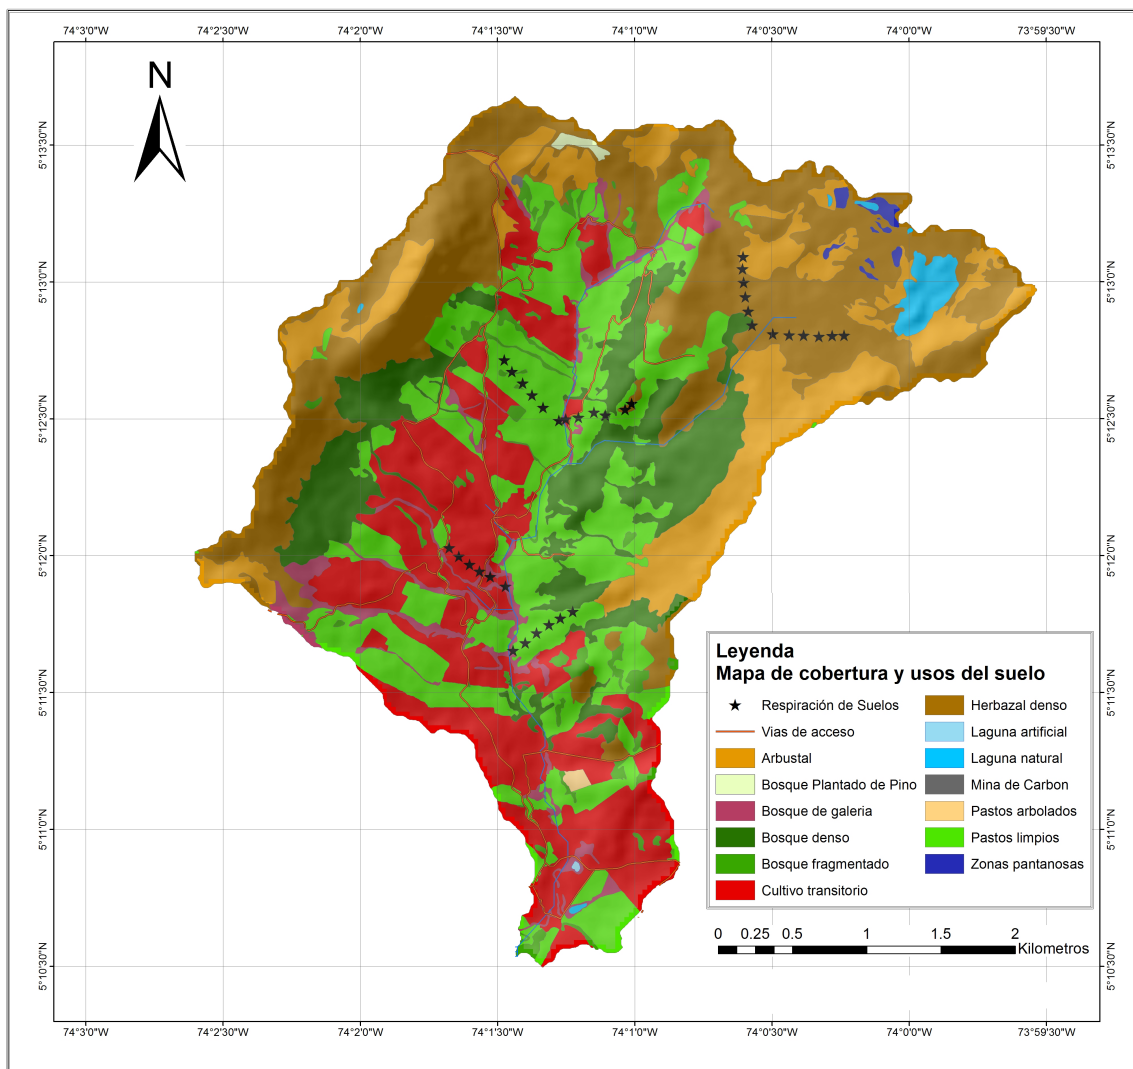 74°3'0"W 74°2'30"W 74°2'0"W 74°1'30"W 74°1'0"W 74°0'30"W 74°0'0"W 73°59'30"W
N
5°13'30"N 5°13'30"N
5°13'0"N 5°13'0"N
5°12'30"N 5°12'30"N
5°12'0"N 5°12'0"N
5°11'30"N 5°11'30"N
5°11'0"N 5°11'0"N
5°10'30"N 5°10'30"N
Leyenda
Mapa de cobertura y usos del suelo
Respiración de Suelos
Vias de acceso
Arbustal
Bosque Plantado de Pino
Bosque de galeria
Bosque denso
Bosque fragmentado
Cultivo transitorio
Herbazal denso
Laguna artificial
Laguna natural
Mina de Carbon
Pastos arbolados
Pastos limpios
Zonas pantanosas
0 0.25 0.5 1 1.5 2
Kilometros
74°3'0"W 74°2'30"W 74°2'0"W 74°1'30"W 74°1'0"W 74°0'30"W 74°0'0"W 73°59'30"W